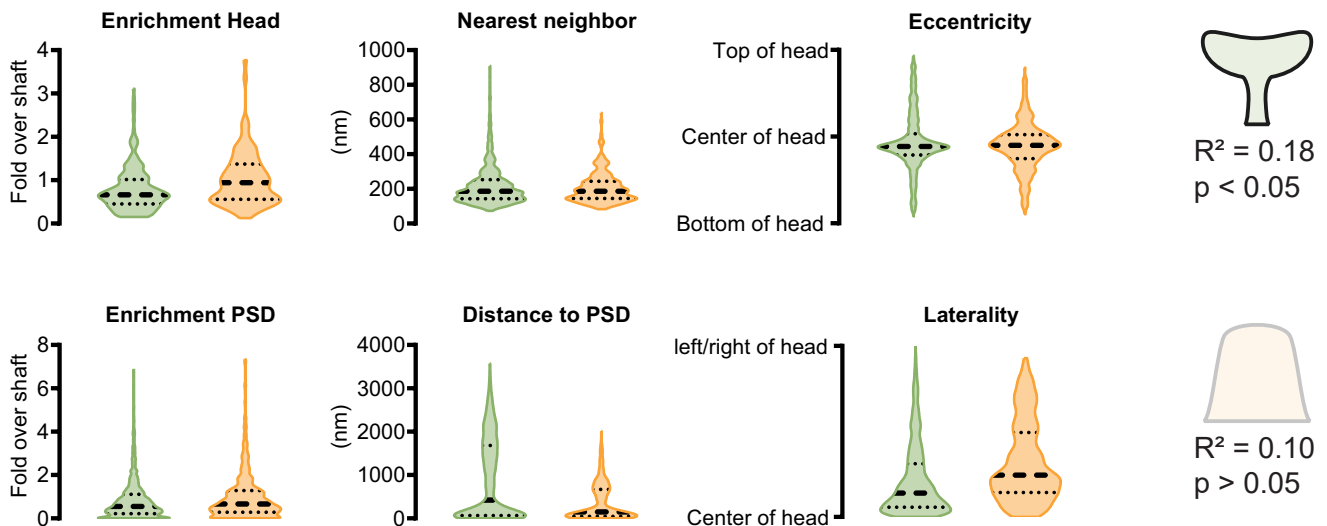 Enrichment Head
Fold over shaft
4
3
2
1
0
Nearest neighbor
(nm)
1000
800
600
400
200
0
Eccentricity
Top of head
Center of head
Bottom of head
R² = 0.18
p < 0.05
Enrichment PSD
Fold over shaft
8
6
4
2
0
Distance to PSD
(nm)
4000
3000
2000
1000
0
Laterality
left/right of head
Center of head
R² = 0.10
p > 0.05